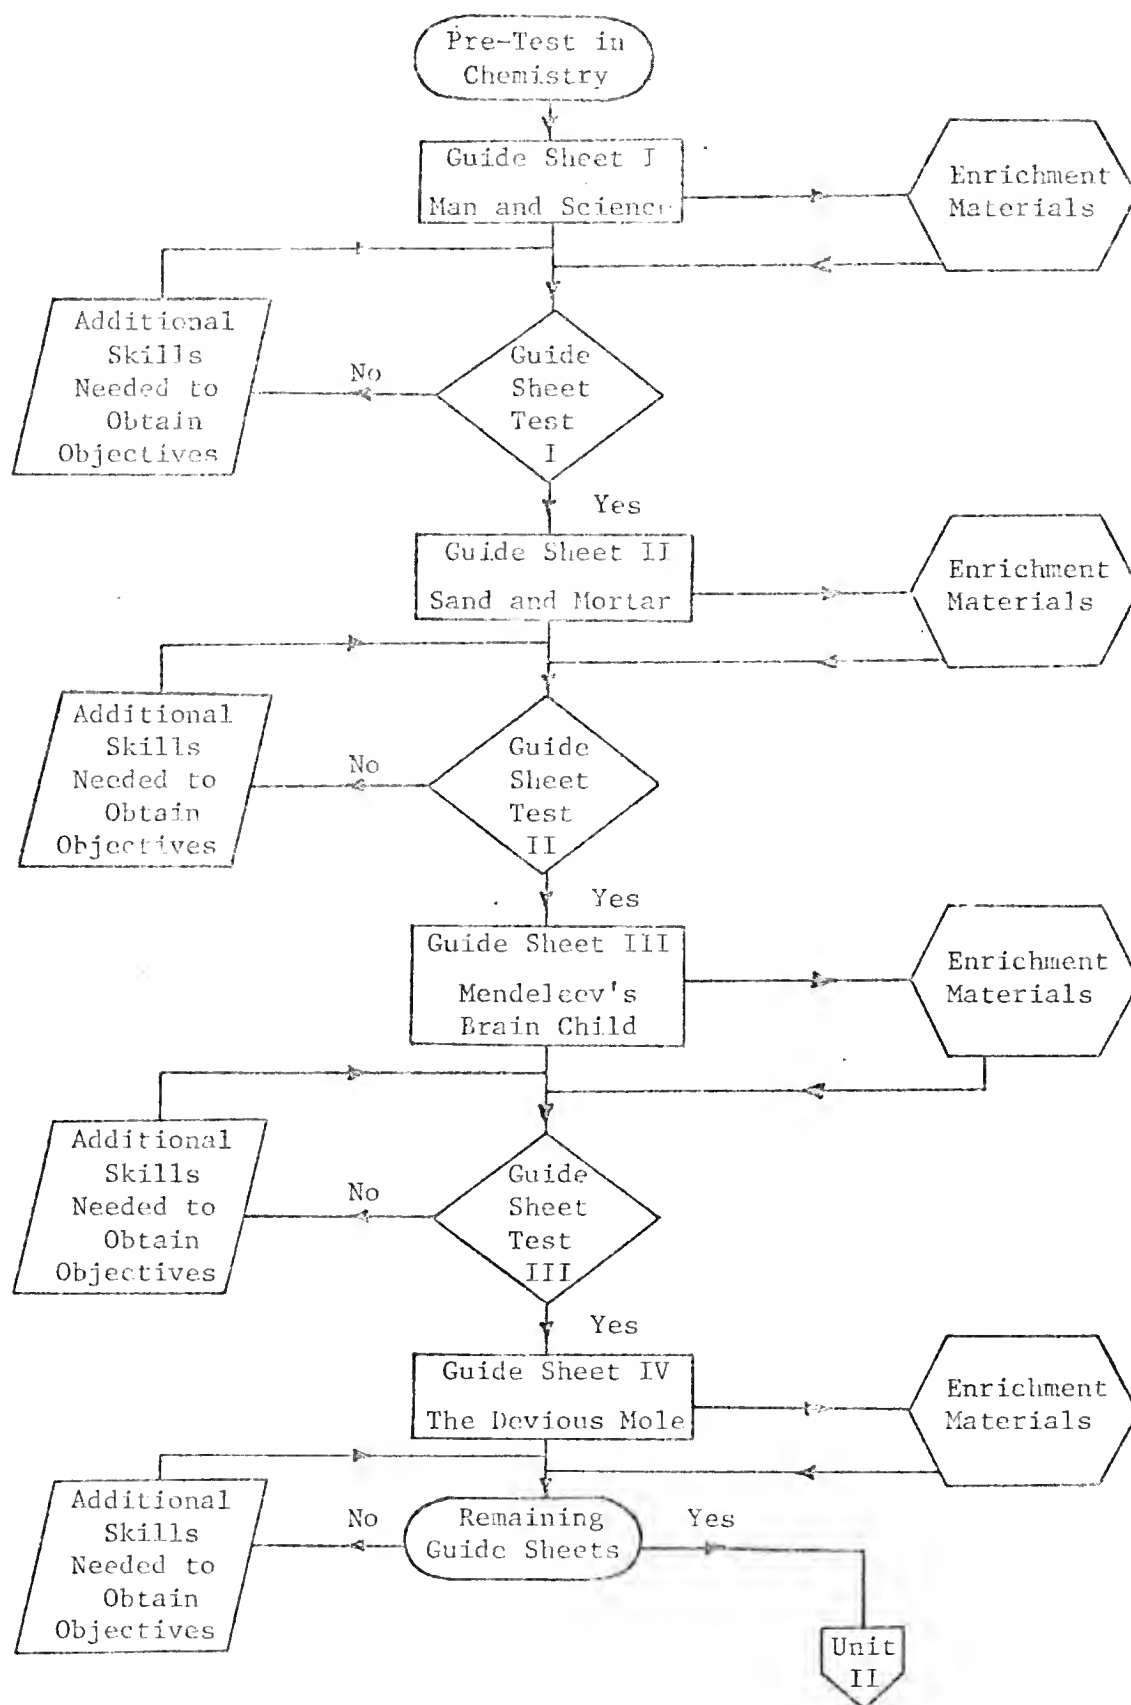 Pre-Test in
Chemistry
Guide Sheet I
Man and Science
Enrichment
Materials
Additional
Skills
Needed to
Obtain
Objectives
No
Guide
Sheet
Test
I
Yes
Guide Sheet II
Sand and Mortar
Enrichment
Materials
Additional
Skills
Needed to
Obtain
Objectives
No
Guide
Sheet
Test
II
Yes
Guide Sheet III
Mendeleev's
Brain Child
Enrichment
Materials
Additional
Skills
Needed to
Obtain
Objectives
No
Guide
Sheet
Test
III
Yes
Guide Sheet IV
The Devious Mole
Enrichment
Materials
Additional
Skills
Needed to
Obtain
Objectives
No
Remaining
Guide Sheets
Yes
Unit
II